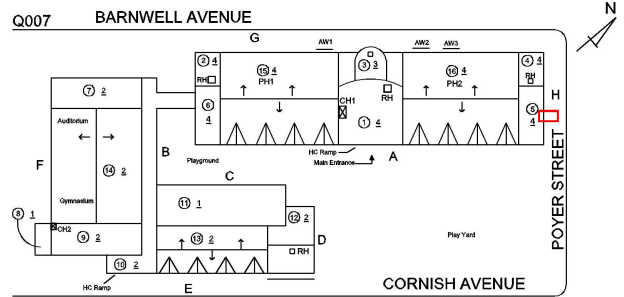 Q007 BARNWELL AVENUE N
G
AW1 AW2 AW3
2 4 3 3 4 4
15 4 16 4
RH PH1 PH2 RH
7 2 RH H
6 4 CH1 5 4
1 4
Auditorium
HC Ramp
Main Entrance A
F B Playground
14 2 C
Gymnasium
8 1 11 1
12 2
CH2 9 2 13 2 D Play Yard
RH
10 2
HC Ramp E
CORNISH AVENUE
POYER STREET